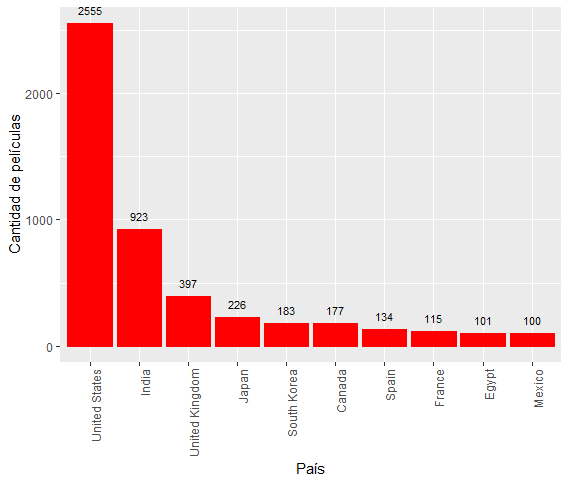 2555
923
397
226
183
177
134
115
101
100
Cantidad de películas
2000
1000
0
United States
India
United Kingdom
Japan
South Korea
Canada
Spain
France
Egypt
Mexico
País